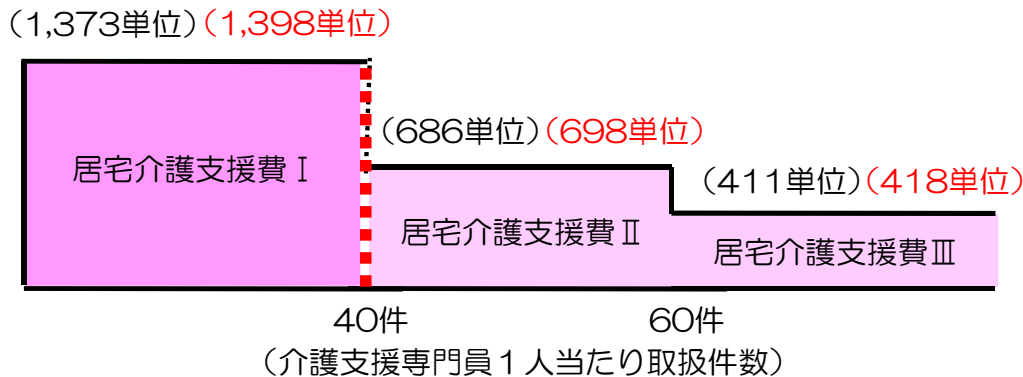 （1,373単位）（1,398単位）
（686単位）（698単位）
居宅介護支援費Ⅰ
（411単位）（418単位）
居宅介護支援費Ⅱ
居宅介護支援費Ⅲ
40件
60件
（介護支援専門員１人当たり取扱件数）